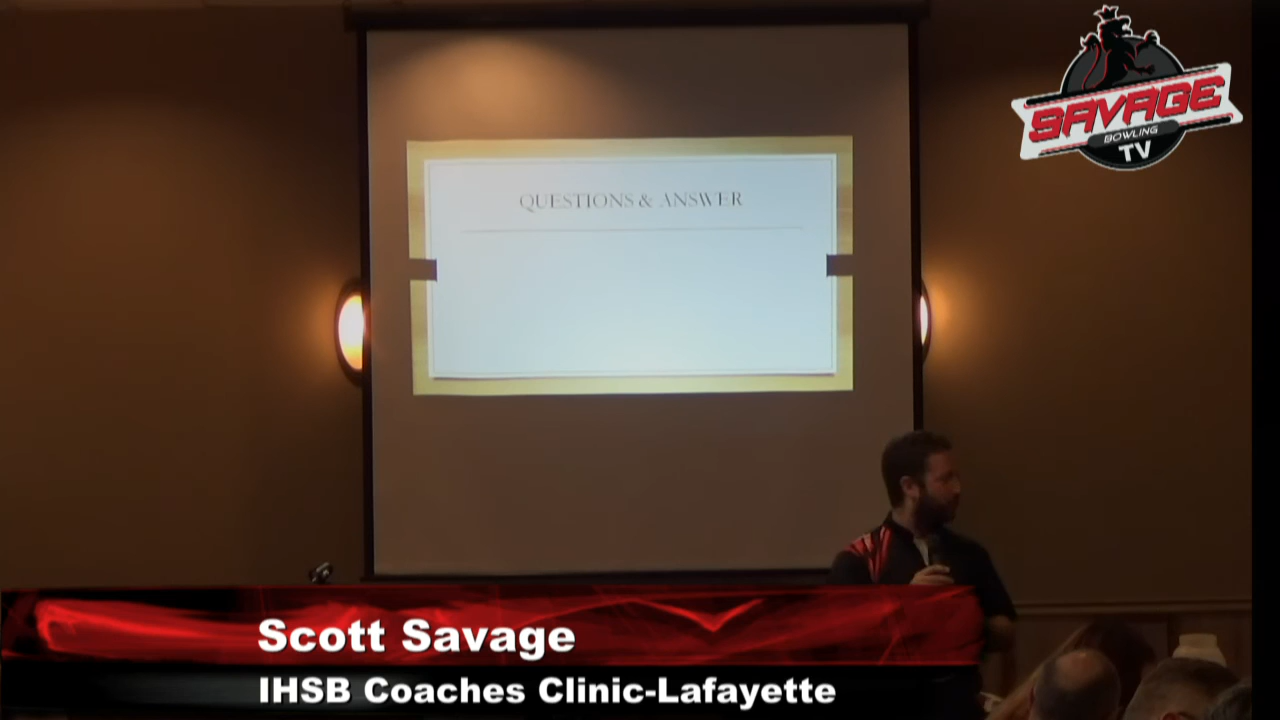 SAVAGE
BOWLING
TV
QUESTIONS & ANSWER
Scott Savage
IHSB Coaches Clinic-Lafayette